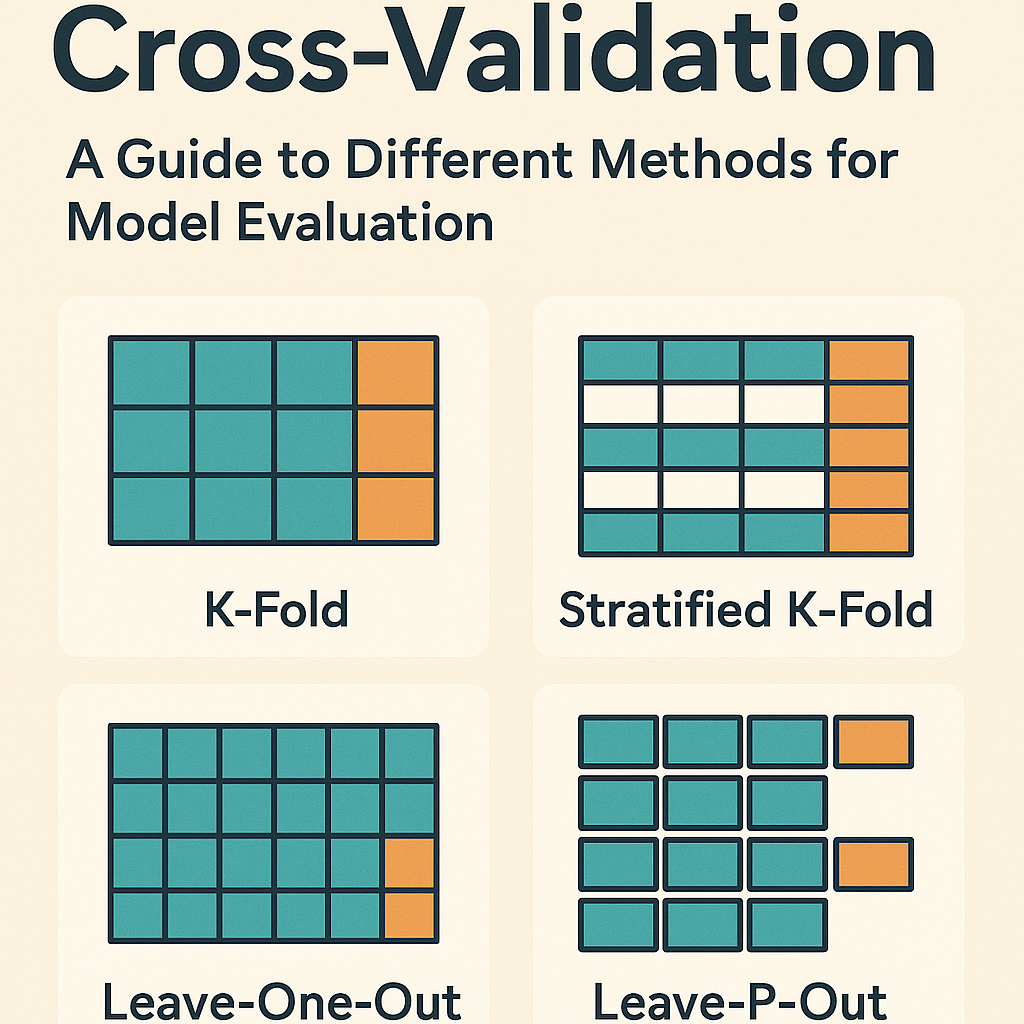 Cross-Validation
A Guide to Different Methods for
Model Evaluation
K-Fold
Stratified K-Fold
Leave-One-Out
Leave-P-Out